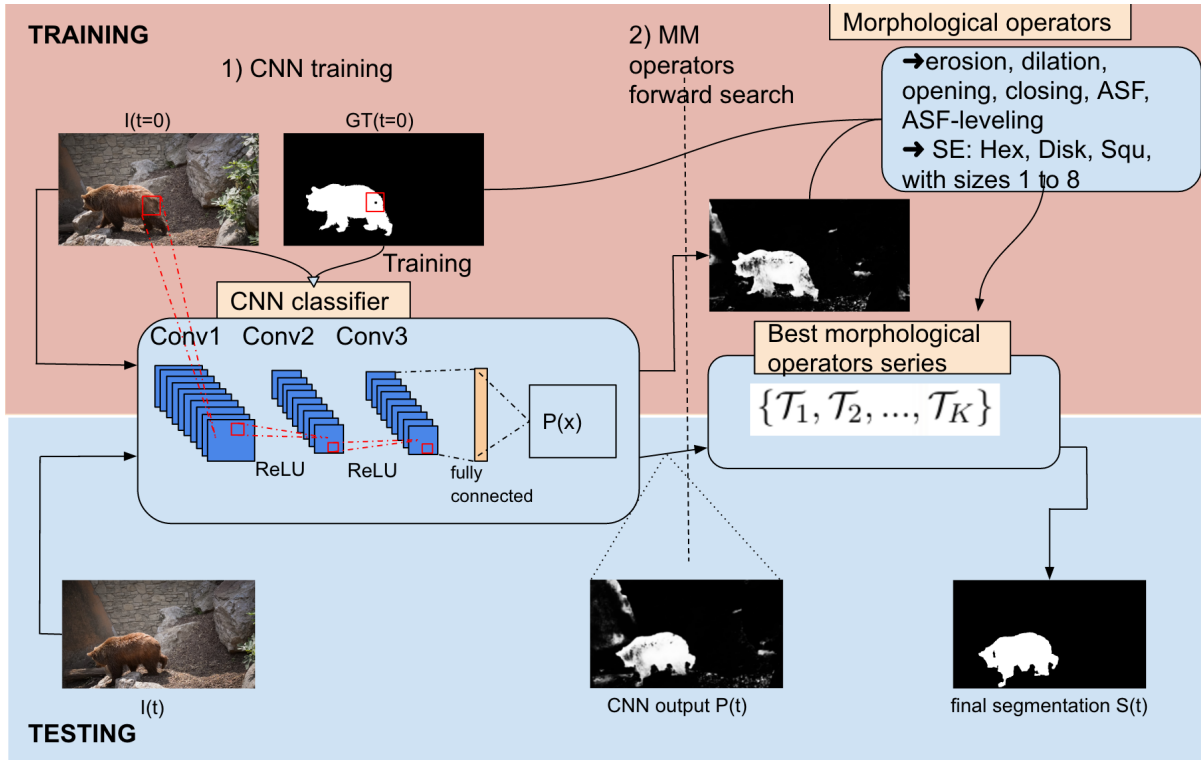 TRAINING
1) CNN training
2) MM
operators
forward search
Morphological operators
➜erosion, dilation,
opening, closing, ASF,
ASF-leveling
➜ SE: Hex, Disk, Squ,
with sizes 1 to 8
I(t=0)
GT(t=0)
Training
CNN classifier
Conv1
Conv2
Conv3
ReLU
ReLU
fully
connected
P(x)
Best morphological
operators series
{𝒯₁, 𝒯₂, ..., 𝒯_K}
I(t)
CNN output P(t)
final segmentation S(t)
TESTING